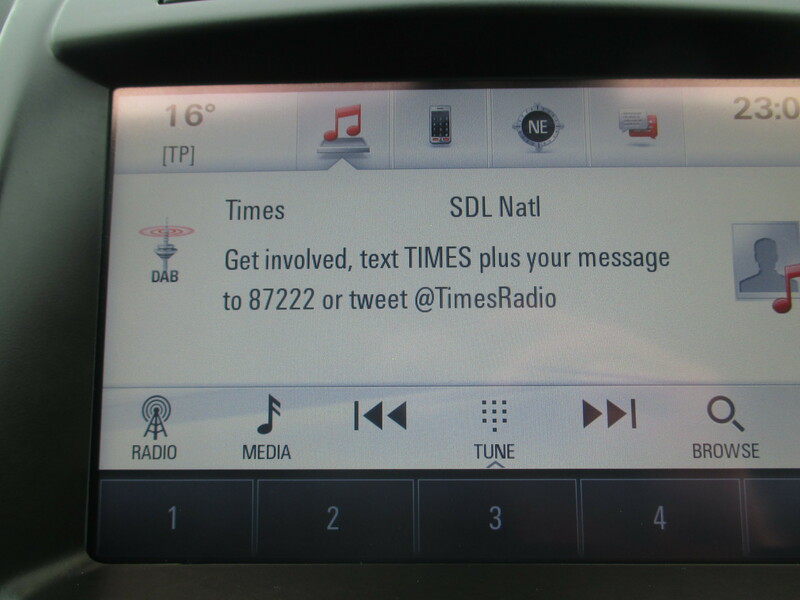 16°
23:0
[TP]
NE
Times
SDL Natl
DAB
Get involved, text TIMES plus your message
to 87222 or tweet @TimesRadio
RADIO
MEDIA
TUNE
BROWSE
1
2
3
4